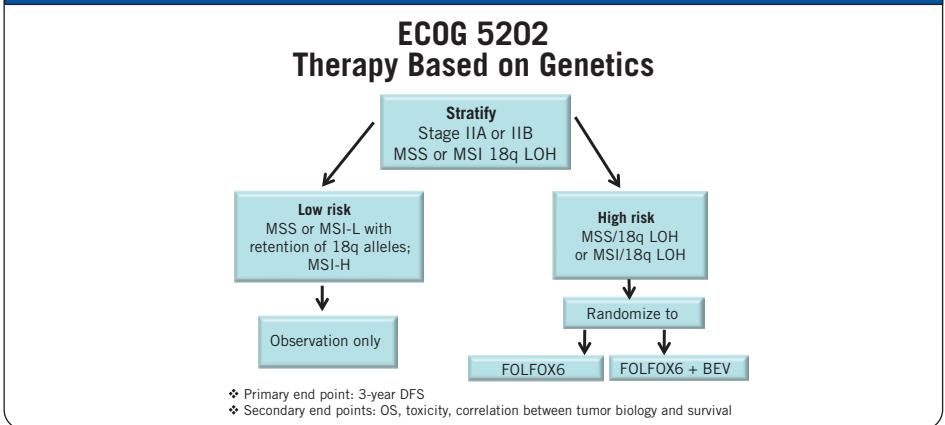 ECOG 5202
Therapy Based on Genetics
Stratify
Stage IIA or IIB
MSS or MSI 18q LOH
Low risk
MSS or MSI-L with
retention of 18q alleles;
MSI-H
High risk
MSS/18q LOH
or MSI/18q LOH
Observation only
Randomize to
FOLFOX6
FOLFOX6 + BEV
❖ Primary end point: 3-year DFS
❖ Secondary end points: OS, toxicity, correlation between tumor biology and survival